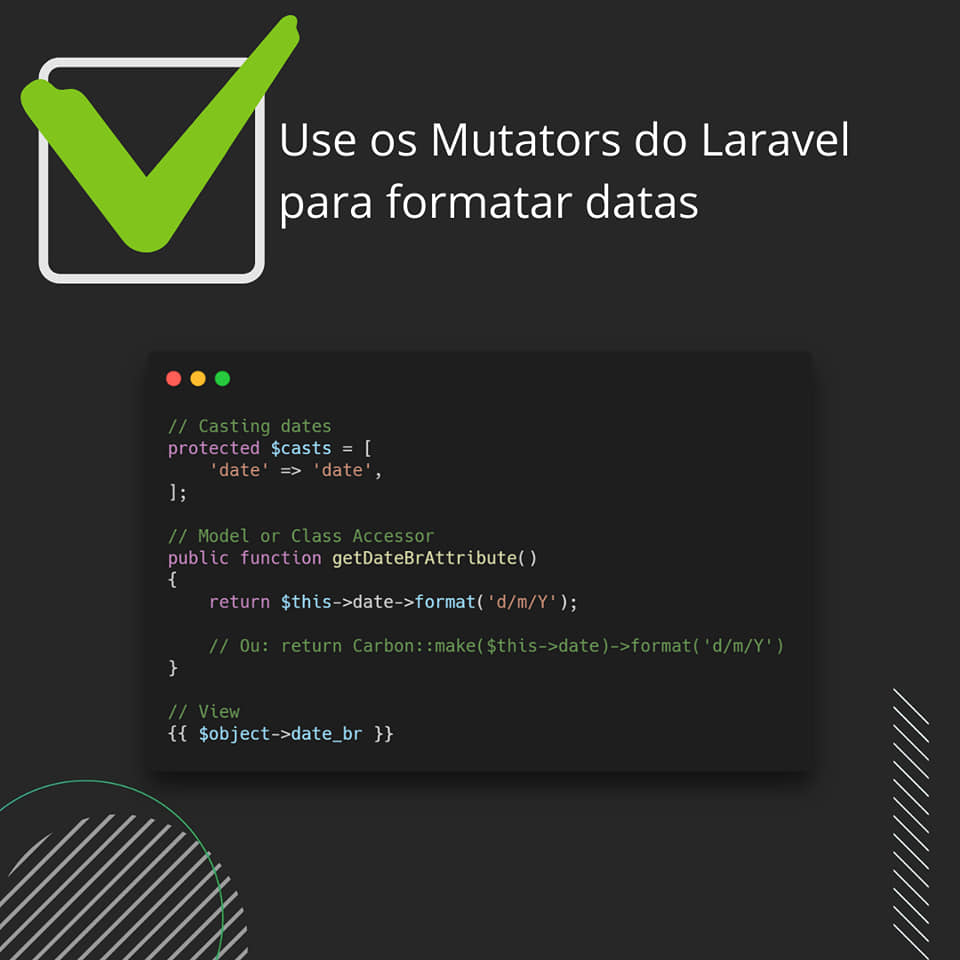 Use os Mutators do Laravel
para formatar datas
// Casting dates
protected $casts = [
    'date' => 'date',
];
// Model or Class Accessor
public function getDateBrAttribute()
{
    return $this->date->format('d/m/Y');
    // Ou: return Carbon::make($this->date)->format('d/m/Y')
}
// View
{{ $object->date_br }}